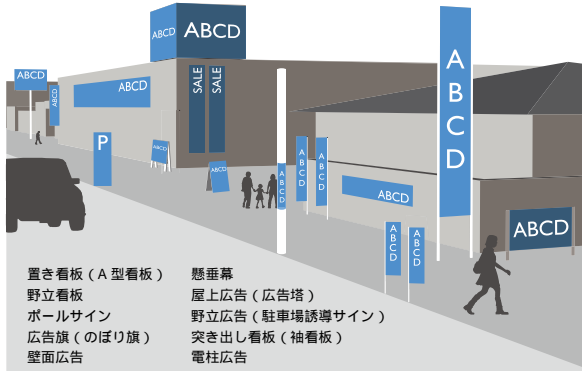 ABCD
ABCD
ABCD
ABCD
ABCD
SALE
SALE
ABCD
P
ABCD
ABCD
ABCD
ABCD
ABCD
ABCD
ABCD
ABCD
ABCD
ABCD
置き看板（A 型看板）
野立看板
ポールサイン
広告旗（のぼり旗）
壁面広告
懸垂幕
屋上広告（広告塔）
野立広告（駐車場誘導サイン）
突き出し看板（袖看板）
電柱広告